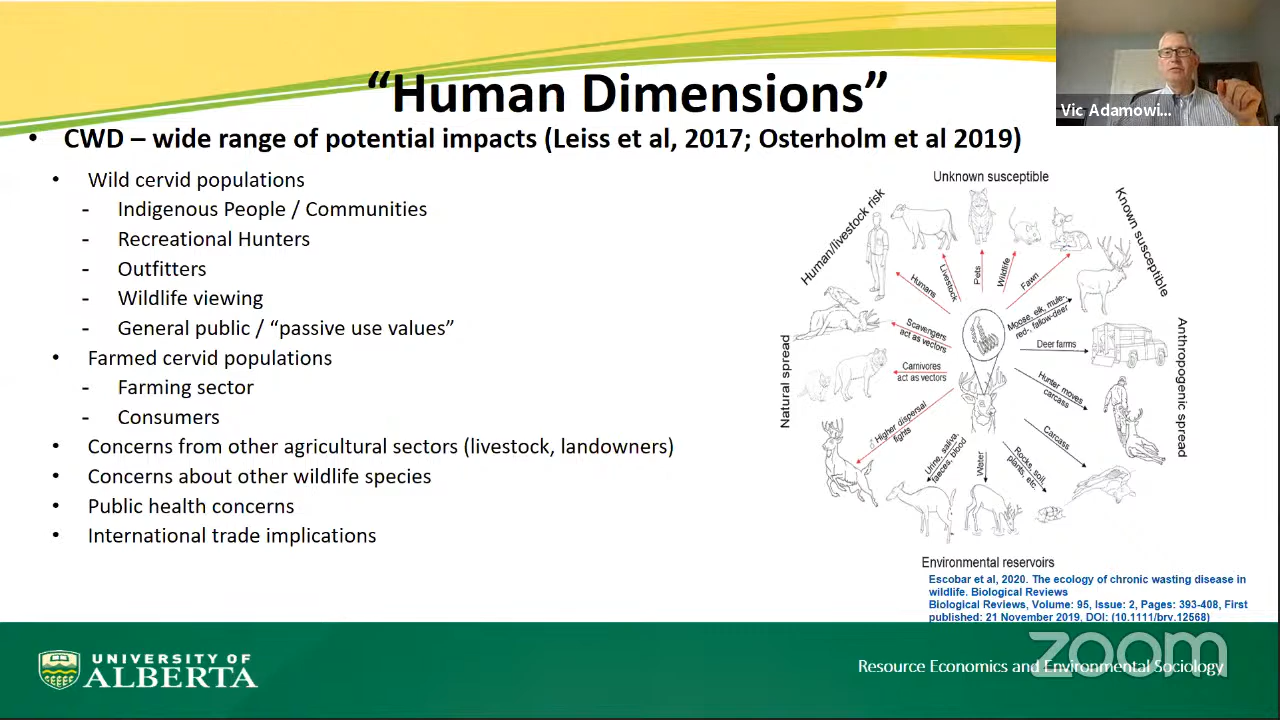 “Human Dimensions”
• CWD – wide range of potential impacts (Leiss et al, 2017; Osterholm et al 2019)
• Wild cervid populations
- Indigenous People / Communities
- Recreational Hunters
- Outfitters
- Wildlife viewing
- General public / “passive use values”
• Farmed cervid populations
- Farming sector
- Consumers
• Concerns from other agricultural sectors (livestock, landowners)
• Concerns about other wildlife species
• Public health concerns
• International trade implications
Vic Adamowi...
Unknown susceptible
Human/livestock risk
Known susceptible
Natural spread
Anthropogenic spread
Environmental reservoirs
Humans
Livestock
Pets
Wildlife
Fawn
Moose, elk, mule-,
red-, fallow-deer
Deer farms
Hunter moves
carcass
Carcass
Rocks, soil,
plants, etc.
Water
Urine, saliva,
faeces, blood
Higher dispersal
fights
Carnivores
act as vectors
Scavengers
act as vectors
Escobar et al, 2020. The ecology of chronic wasting disease in
wildlife. Biological Reviews
Biological Reviews, Volume: 95, Issue: 2, Pages: 393-408, First
published: 21 November 2019, DOI: (10.1111/brv.12568)
UNIVERSITY OF
ALBERTA
Resource Economics and Environmental Sociology
zoom